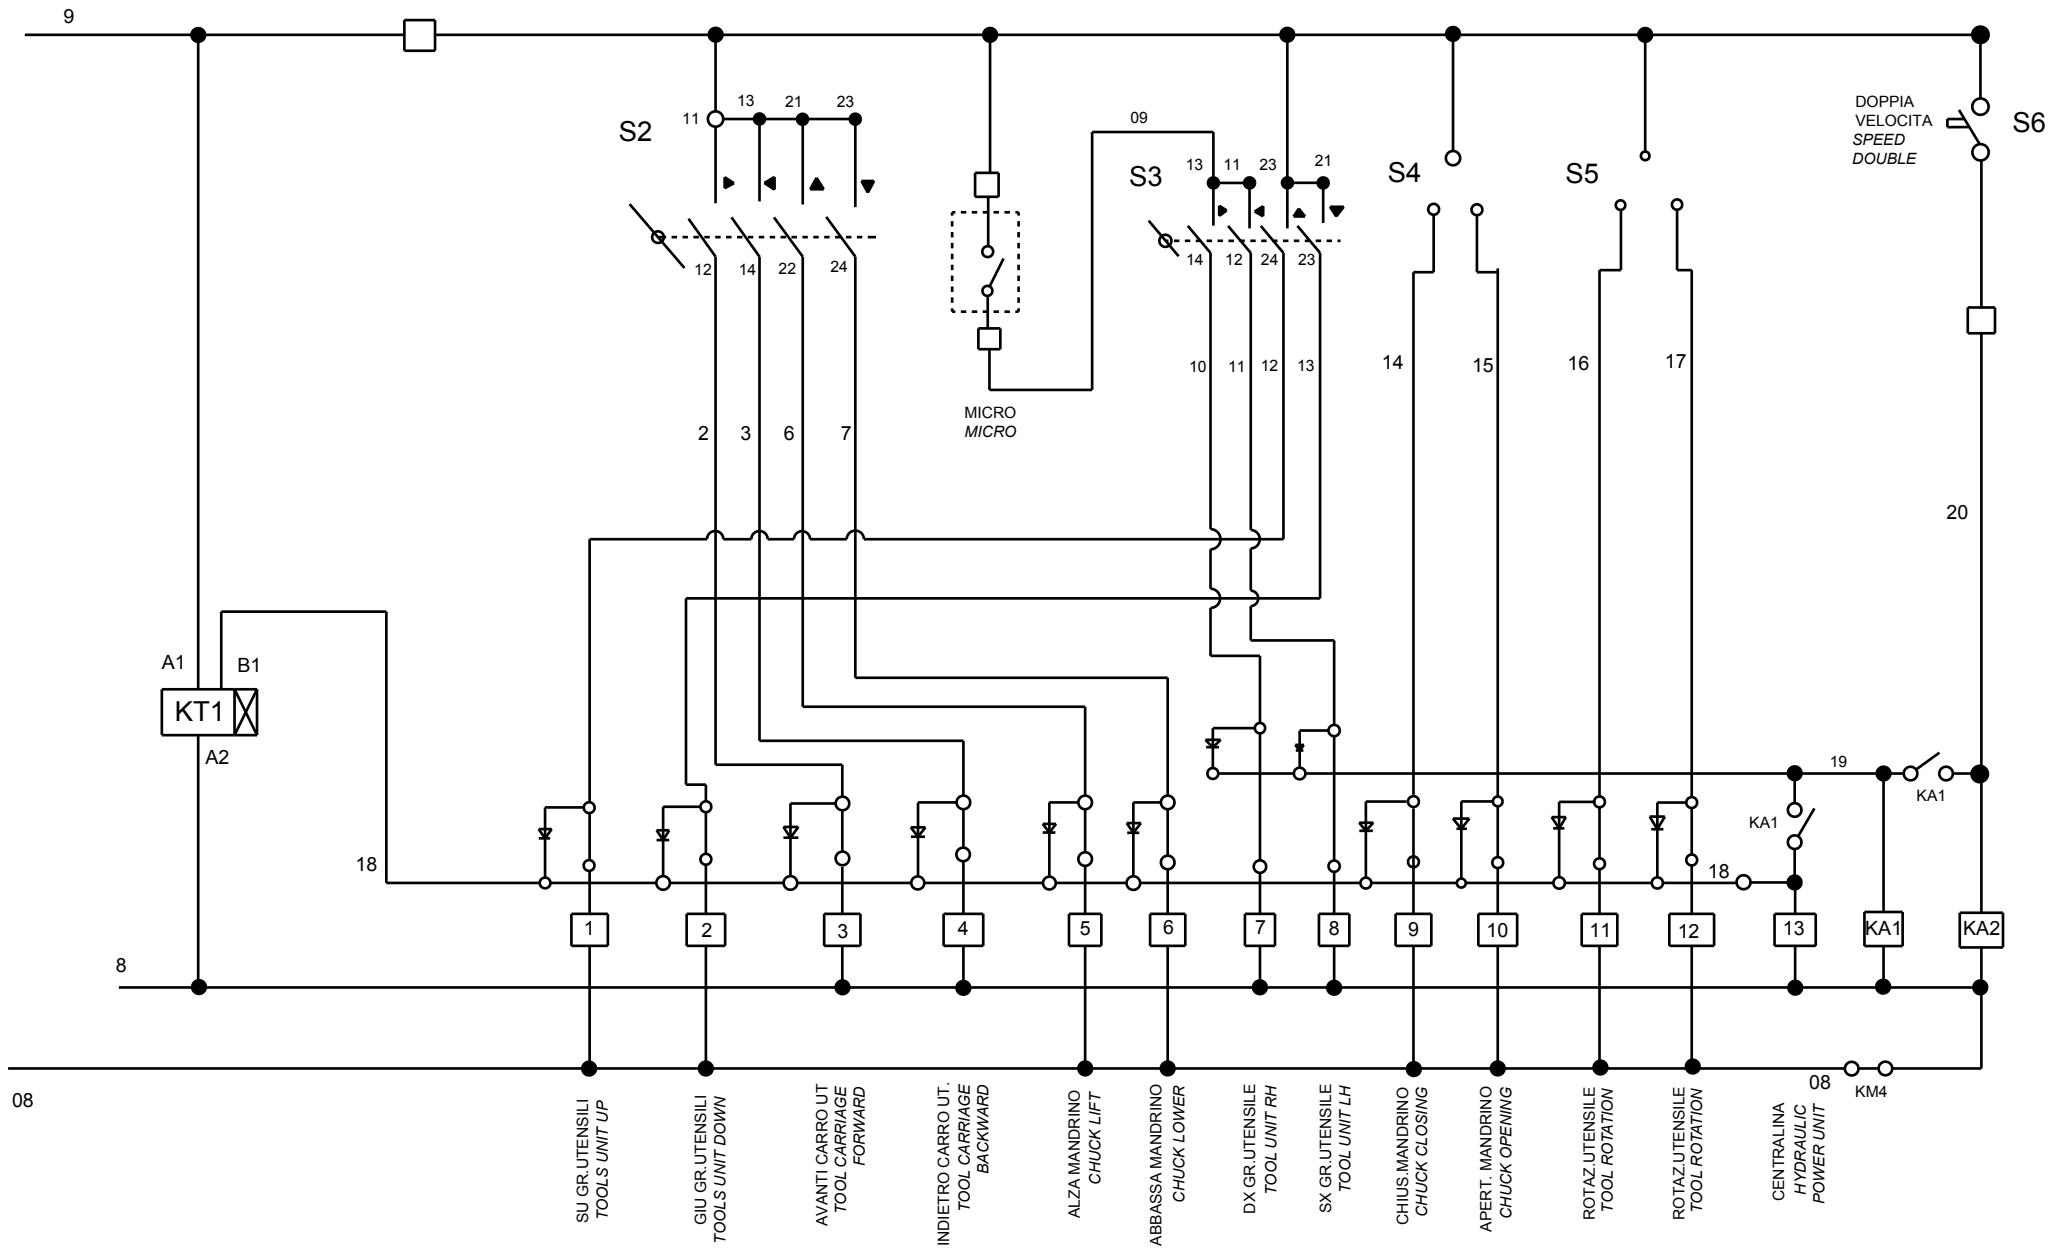 9
DOPPIA
VELOCITA
SPEED
DOUBLE
S6
S2
11
13
21
23
09
S3
13
11
23
21
S4
S5
12
14
22
24
14
12
24
23
MICRO
MICRO
2
3
6
7
10
11
12
13
14
15
16
17
20
A1
B1
KT1
A2
19
KA1
KA1
18
18
1
2
3
4
5
6
7
8
9
10
11
12
13
KA1
KA2
8
08
08
KM4
SU GR.UTENSILI
TOOLS UNIT UP
GIU GR.UTENSILI
TOOLS UNIT DOWN
AVANTI CARRO UT
TOOL CARRIAGE
FORWARD
INDIETRO CARRO UT.
TOOL CARRIAGE
BACKWARD
ALZA MANDRINO
CHUCK LIFT
ABBASSA MANDRINO
CHUCK LOWER
DX GR.UTENSILE
TOOL UNIT RH
SX GR.UTENSILE
TOOL UNIT LH
CHIUS.MANDRINO
CHUCK CLOSING
APERT. MANDRINO
CHUCK OPENING
ROTAZ.UTENSILE
TOOL ROTATION
ROTAZ.UTENSILE
TOOL ROTATION
CENTRALINA
HYDRAULIC
POWER UNIT